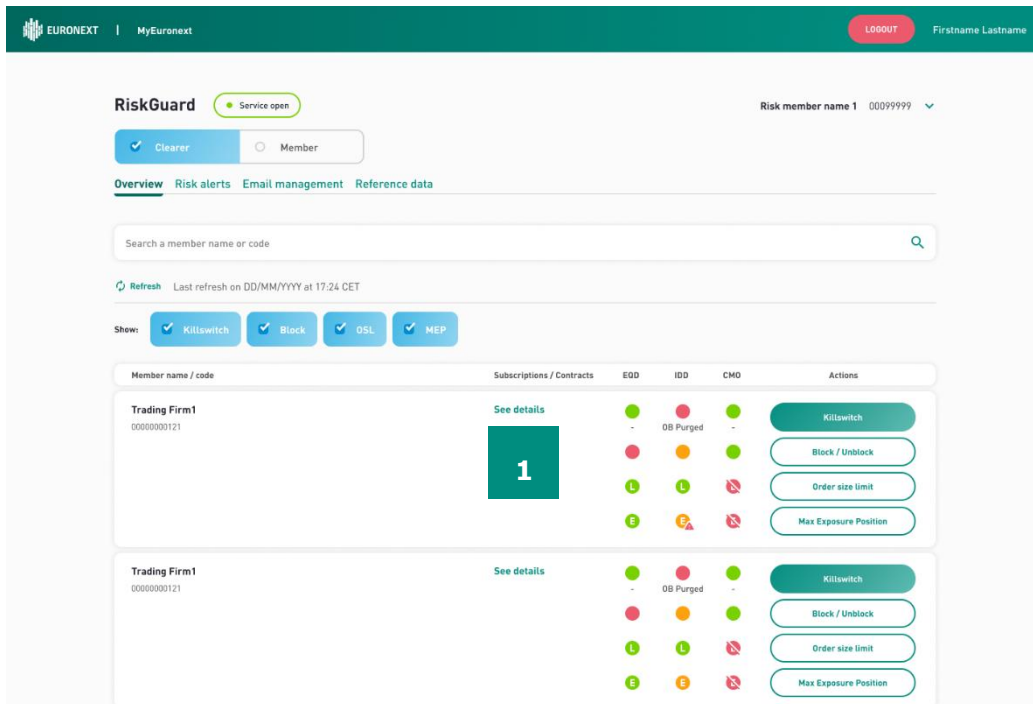 EURONEXT | MyEuronext LOGOUT Firstname Lastname
RiskGuard Service open Risk member name 1 00099999
Clearer Member
Overview Risk alerts Email management Reference data
Search a member name or code
Refresh Last refresh on DD/MM/YYYY at 17:24 CET
Show: Killswitch Block OSL MEP
Member name / code Subscriptions / Contracts EQD IDD CMO Actions
Trading Firm1 See details Killswitch
00000000121 - OB Purged -
1 Block / Unblock
L L Order size limit
E E Max Exposure Position
Trading Firm1 See details Killswitch
00000000121 - OB Purged -
Block / Unblock
L L Order size limit
E E Max Exposure Position